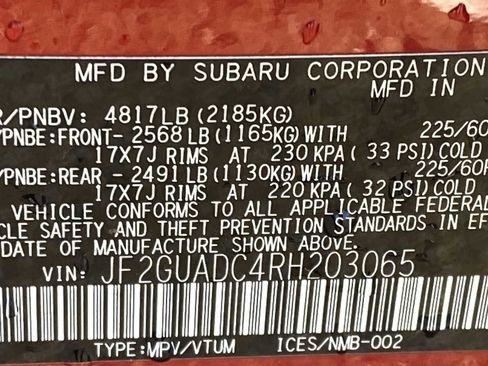 MFD BY SUBARU CORPORATION
MFD IN
R/PNBV: 4817LB (2185KG)
/PNBE:FRONT- 2568 LB (1165KG) WITH 225/60
17X7J RIMS AT 230 KPA ( 33 PSI) COLD
/PNBE:REAR - 2491 LB (1130KG) WITH 225/60R
17X7J RIMS AT 220 KPA ( 32 PSI) COLD
VEHICLE CONFORMS TO ALL APPLICABLE FEDERAL
CLE SAFETY AND THEFT PREVENTION STANDARDS IN EF
DATE OF MANUFACTURE SHOWN ABOVE.
VIN: JF2GUADC4RH203065
TYPE:MPV/VTUM ICES/NMB-002